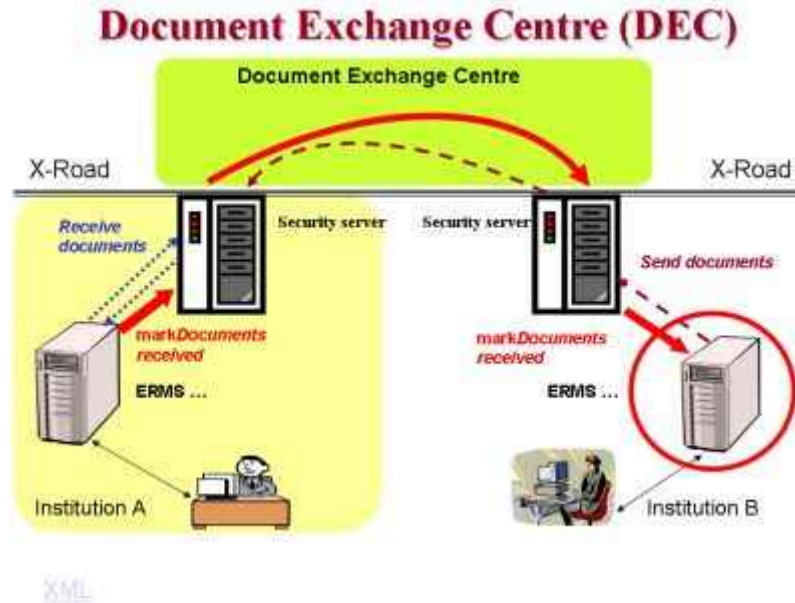 Document Exchange Centre (DEC)
Document Exchange Centre
X-Road
X-Road
Receive
documents
Security server
Security server
Send documents
markDocuments
received
markDocuments
received
ERMS ...
ERMS ...
Institution A
Institution B
XML